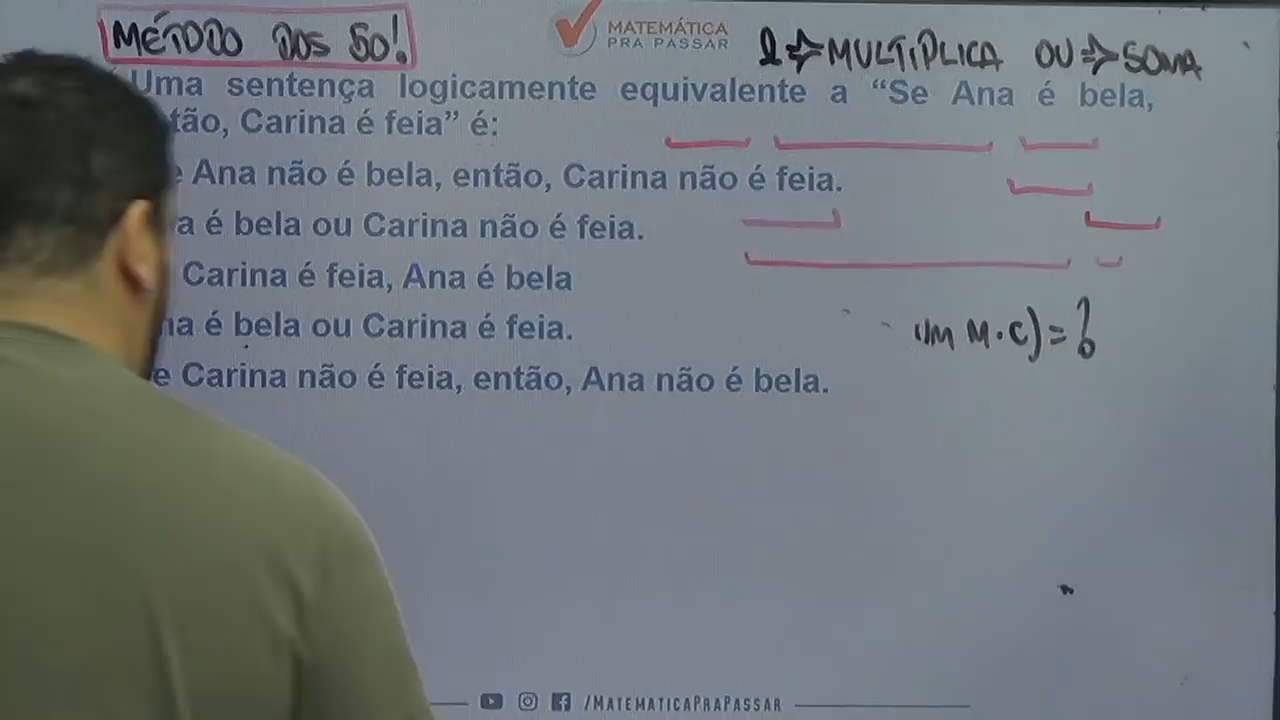 MÉTODO DOS 50!
MATEMÁTICA
PRA PASSAR
MULTIPLICA OU SOMA
Uma sentença logicamente equivalente a “Se Ana é bela,
tão, Carina é feia” é:
e Ana não é bela, então, Carina não é feia.
a é bela ou Carina não é feia.
Carina é feia, Ana é bela
na é bela ou Carina é feia.
e Carina não é feia, então, Ana não é bela.
M.C) = ?
/MATEMATICAPRAPASSAR